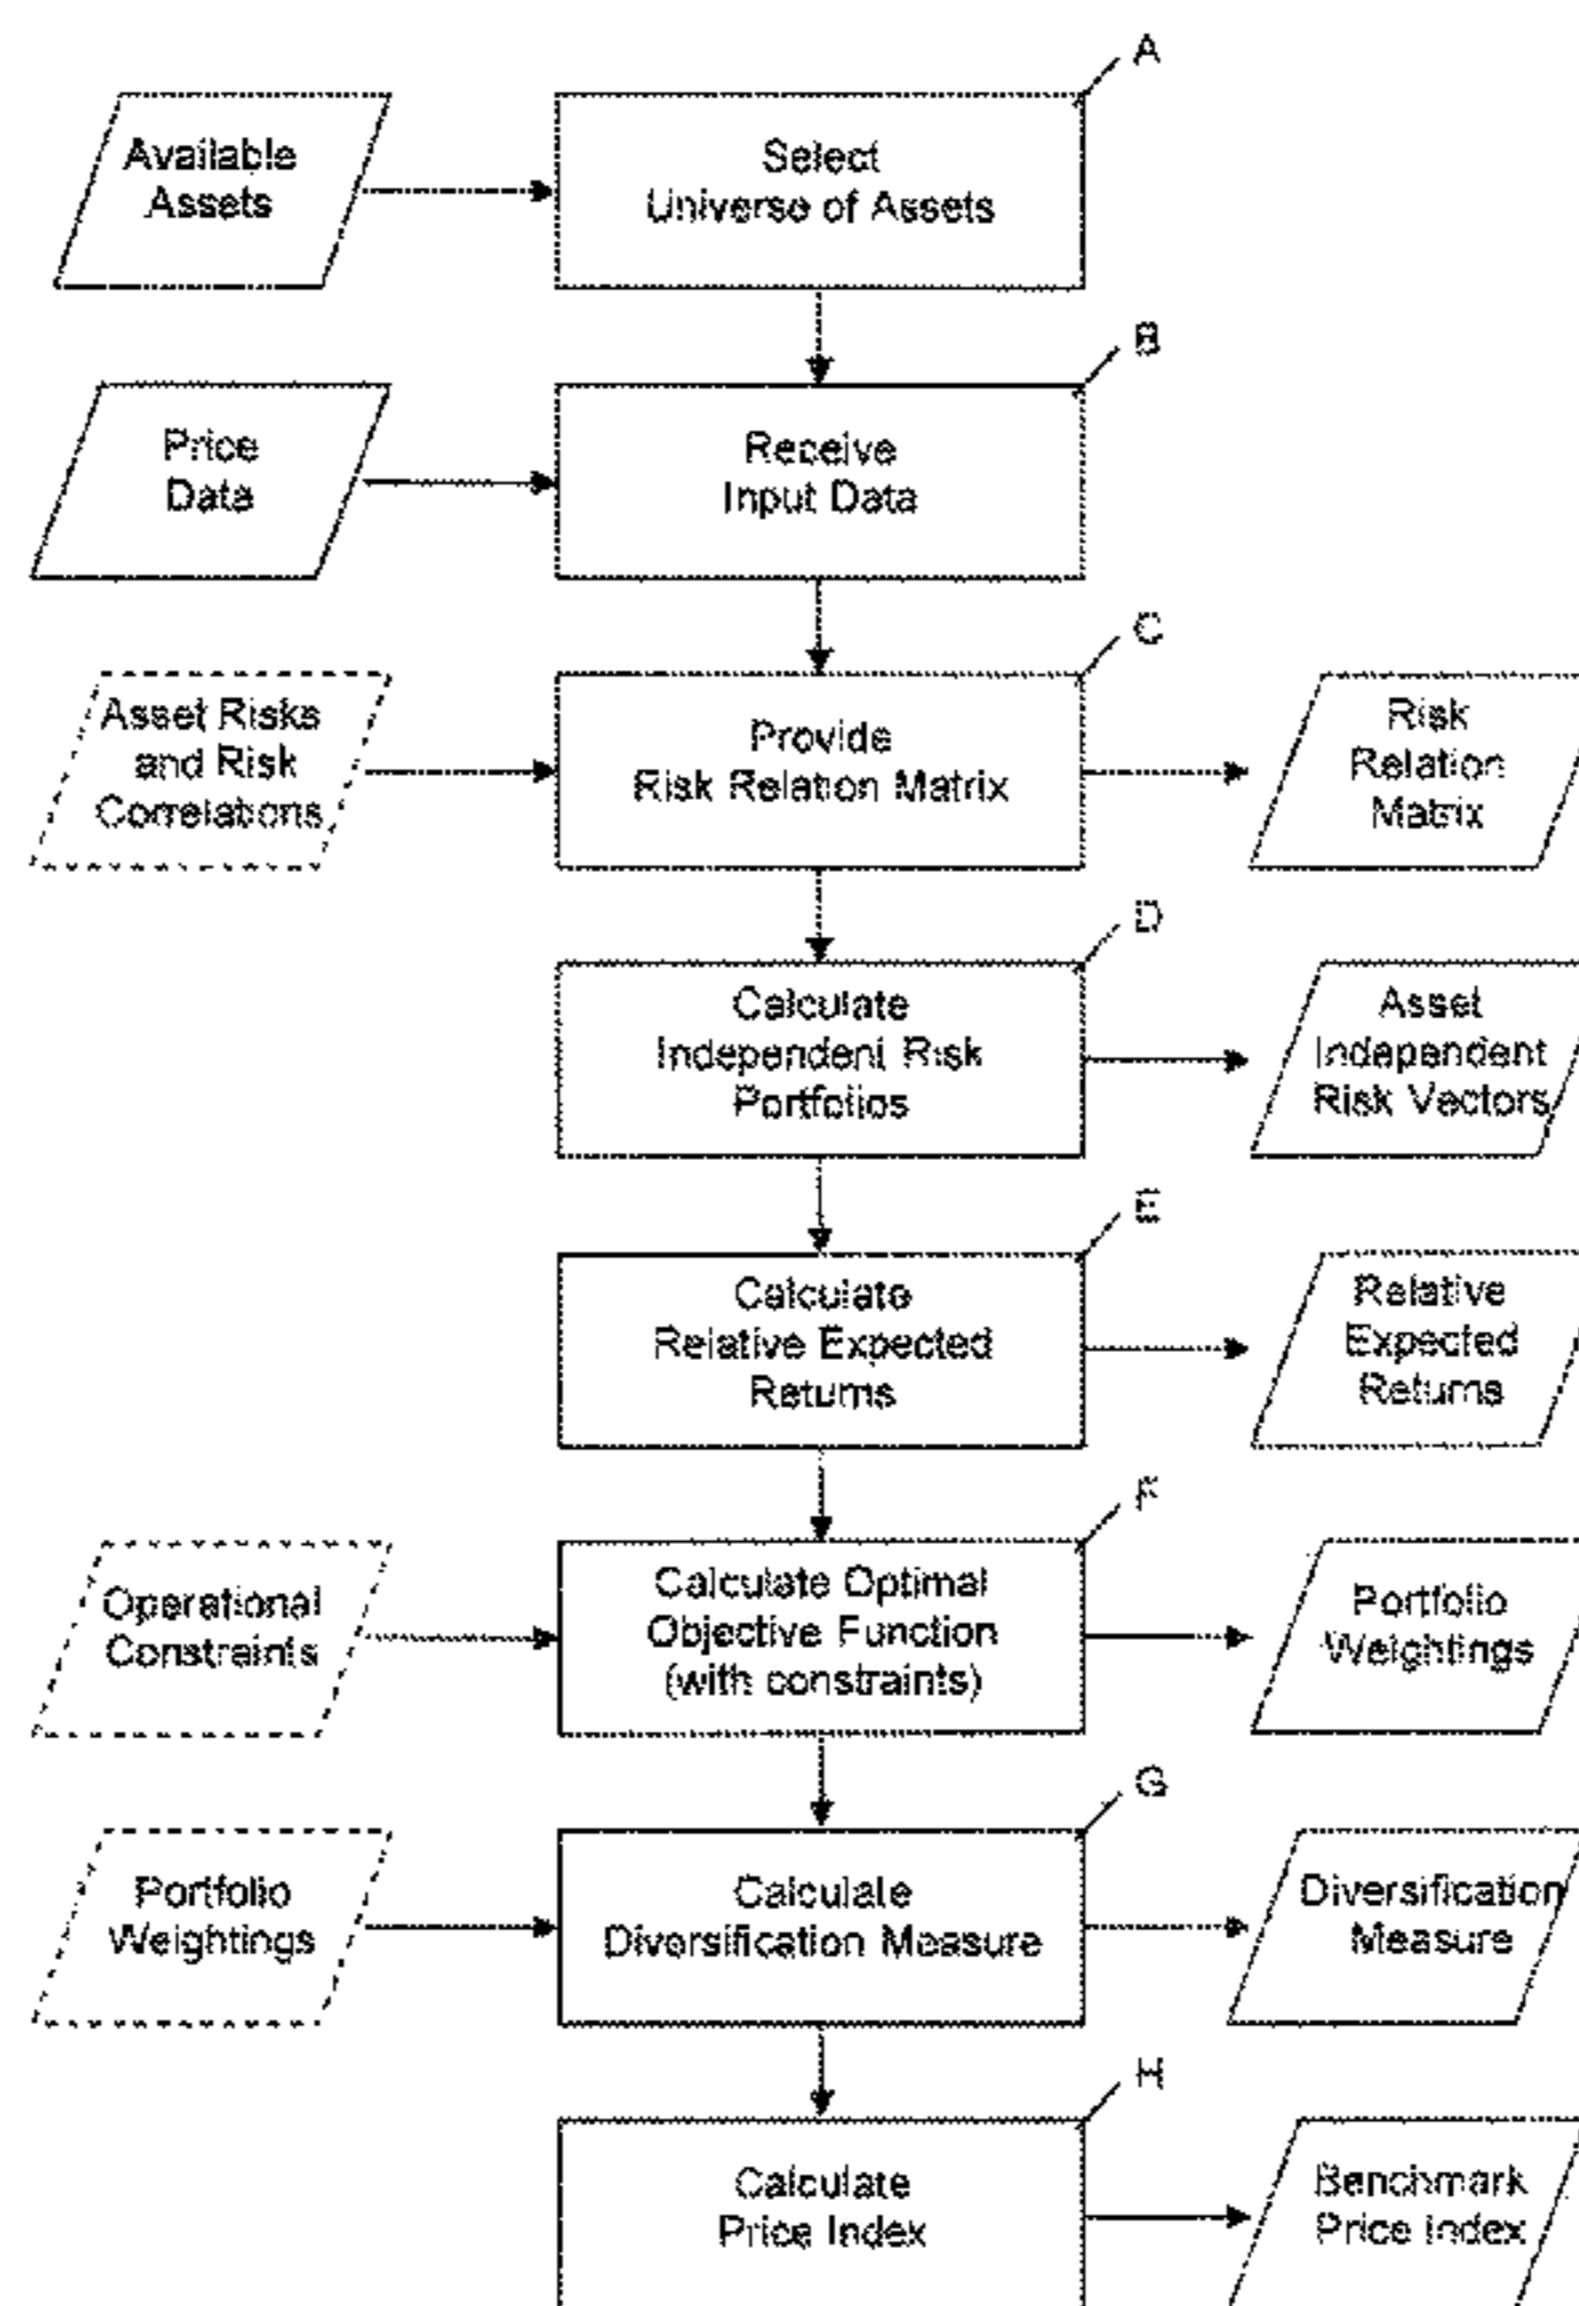 A
Available
Assets
Select
Universe of Assets
B
Price
Data
Receive
Input Data
C
Asset Risks
and Risk
Correlations
Provide
Risk Relation Matrix
Risk
Relation
Matrix
D
Calculate
Independent Risk
Portfolios
Asset
Independent
Risk Vectors
E
Calculate
Relative Expected
Returns
Relative
Expected
Returns
F
Operational
Constraints
Calculate Optimal
Objective Function
(with constraints)
Portfolio
Weightings
G
Portfolio
Weightings
Calculate
Diversification Measure
Diversification
Measure
H
Calculate
Price Index
Benchmark
Price Index